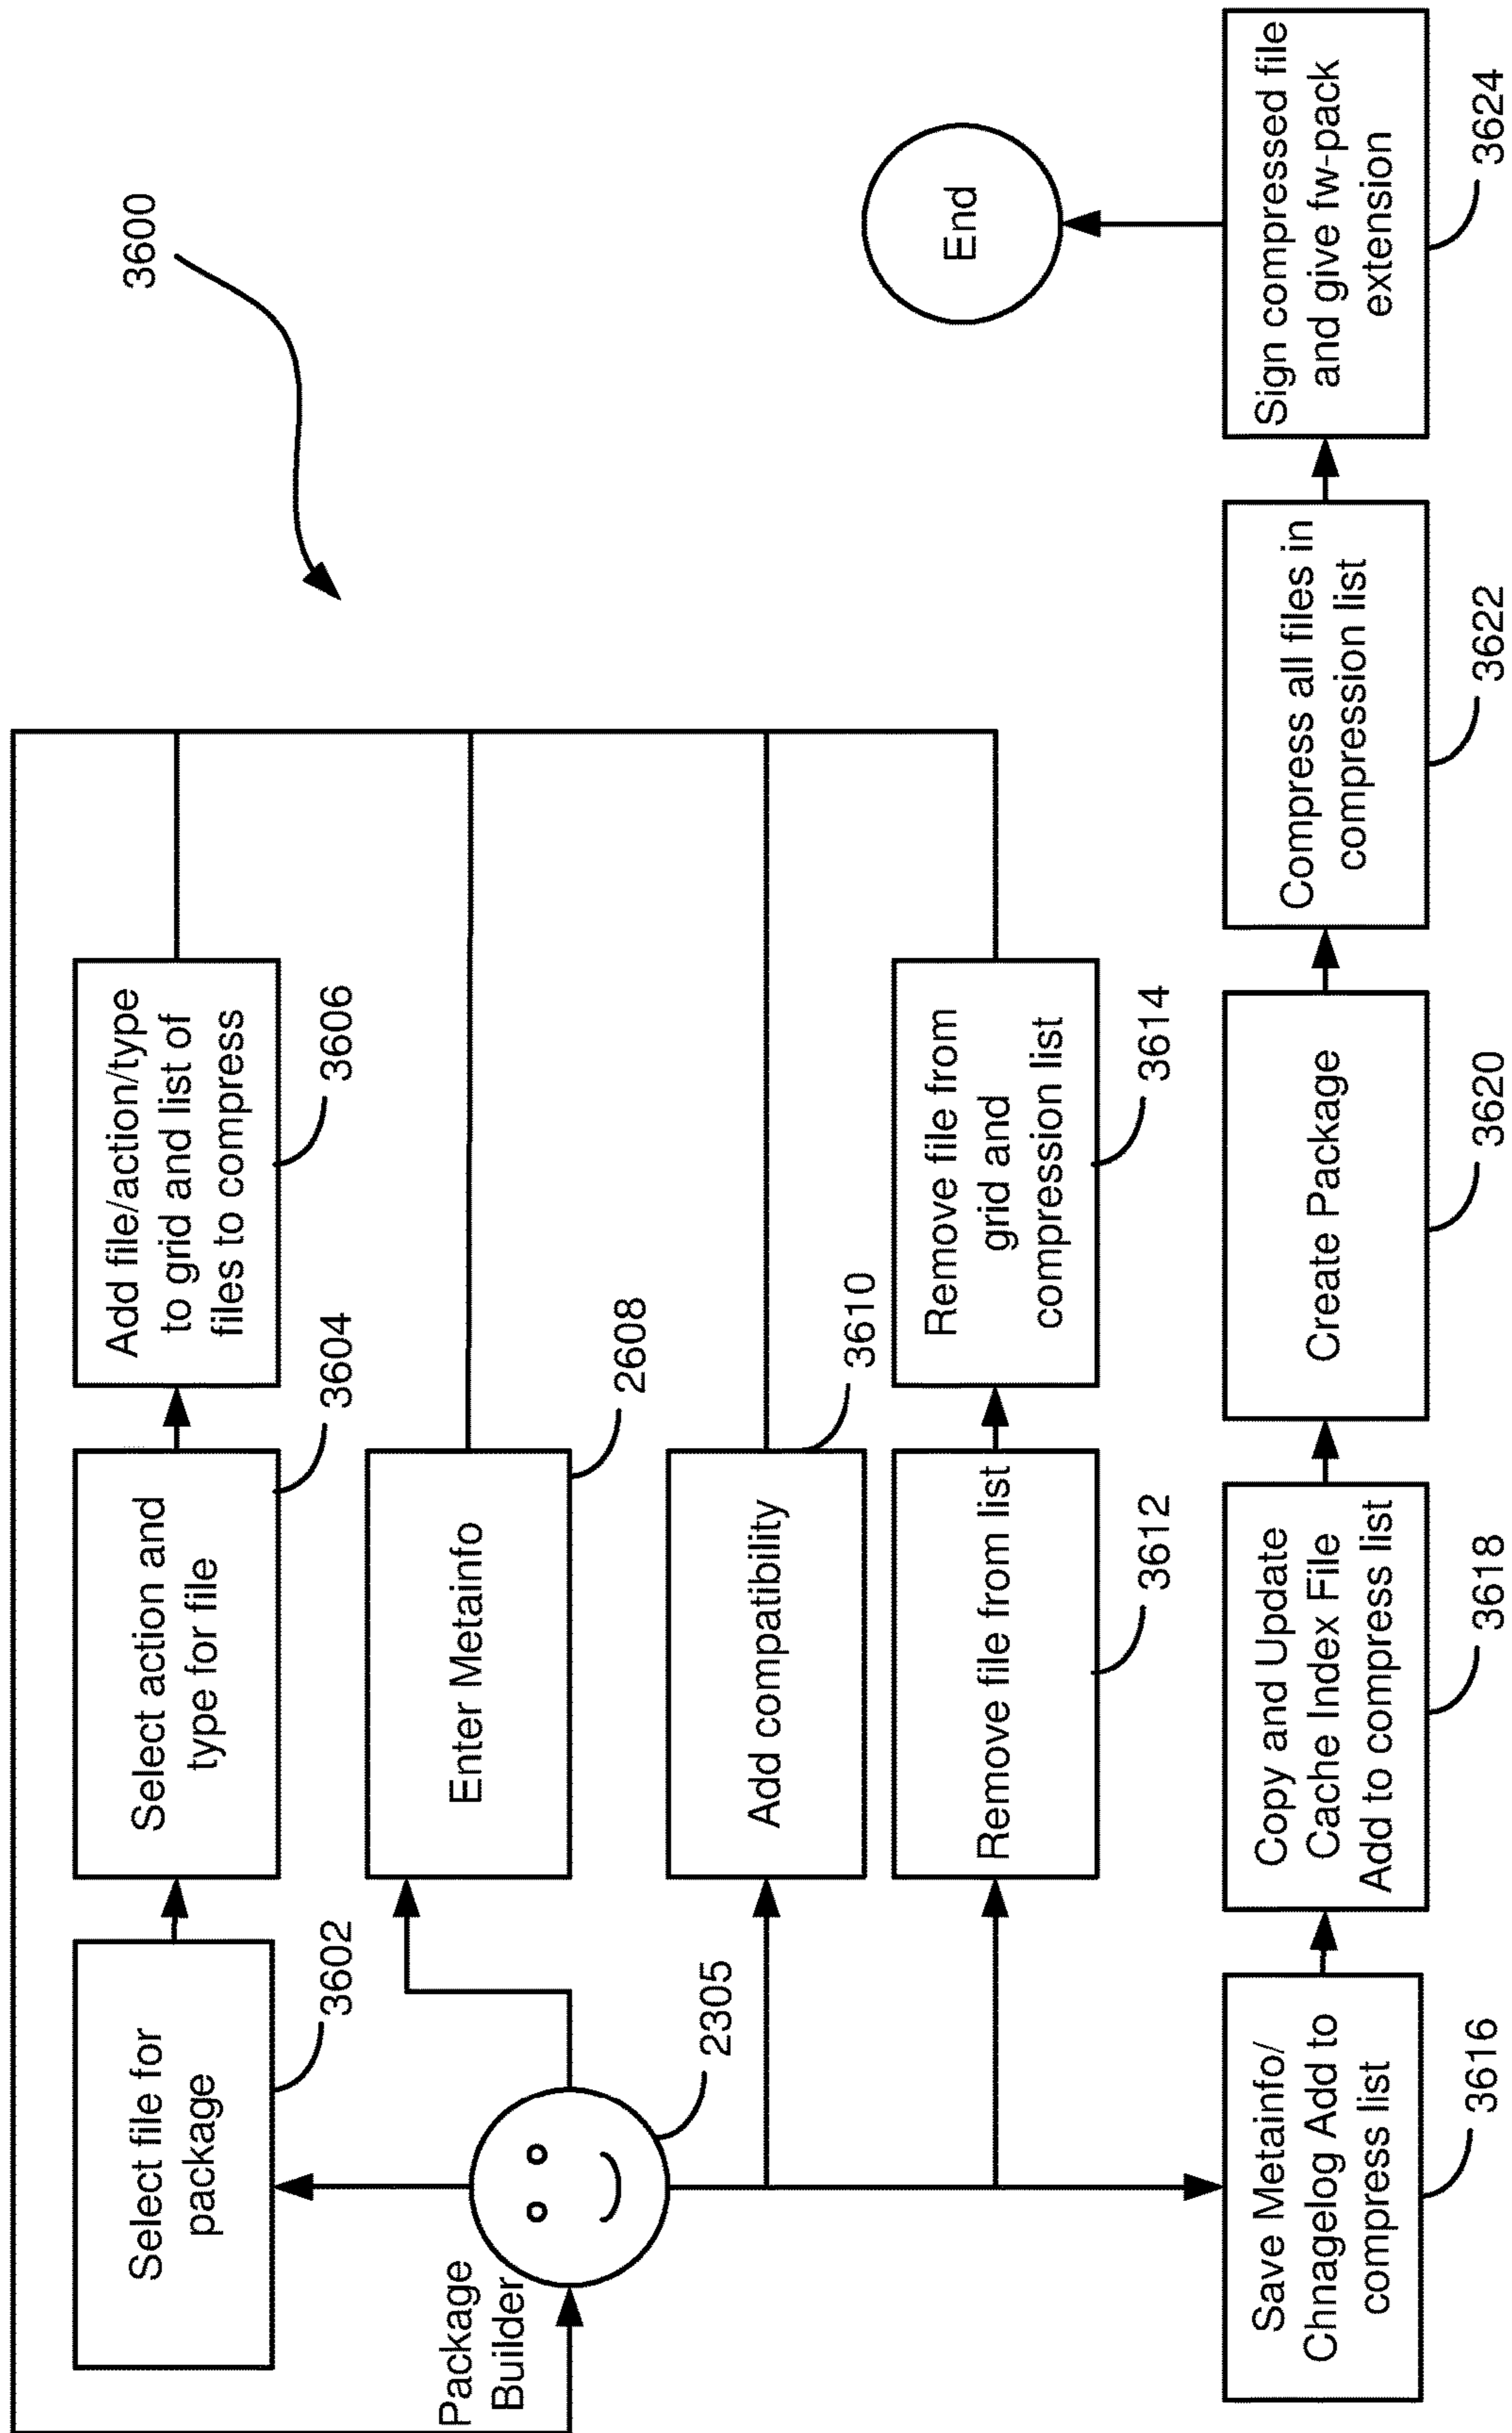 3600
Select file for
package
3602
Select action and
type for file
3604
Add file/action/type
to grid and list of
files to compress
3606
Package
Builder
2305
Enter Metainfo
2608
Add compatibility
3610
Remove file from list
3612
Remove file from
grid and
compression list
3614
Save Metainfo/
Chnagelog Add to
compress list
3616
Copy and Update
Cache Index File
Add to compress list
3618
Create Package
3620
Compress all files in
compression list
3622
Sign compressed file
and give fw-pack
extension
3624
End